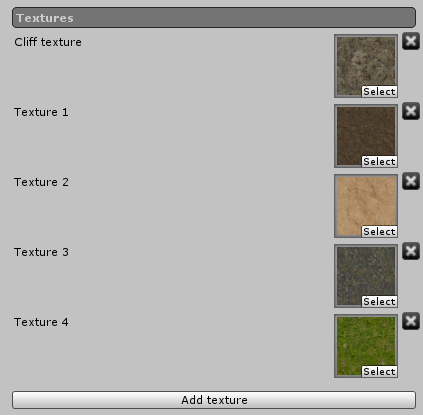 Textures
Cliff texture
Select
Texture 1
Select
Texture 2
Select
Texture 3
Select
Texture 4
Select
Add texture